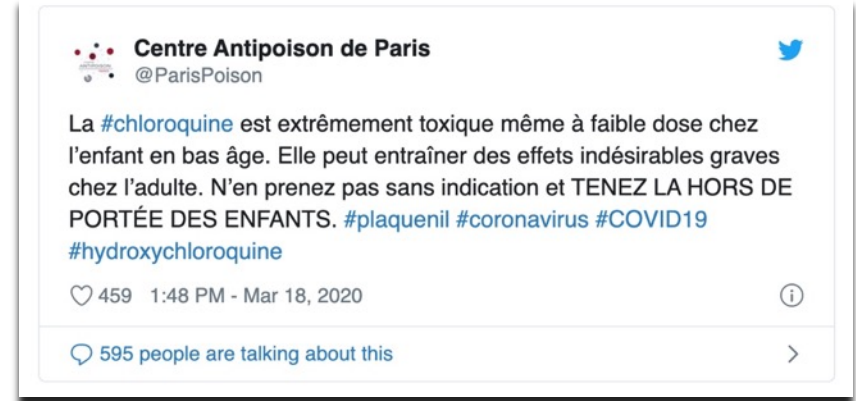 Centre Antipoison de Paris
@ParisPoison
La #chloroquine est extrêmement toxique même à faible dose chez
l'enfant en bas âge. Elle peut entraîner des effets indésirables graves
chez l'adulte. N'en prenez pas sans indication et TENEZ LA HORS DE
PORTÉE DES ENFANTS. #plaquenil #coronavirus #COVID19
#hydroxychloroquine
459 1:48 PM - Mar 18, 2020
595 people are talking about this